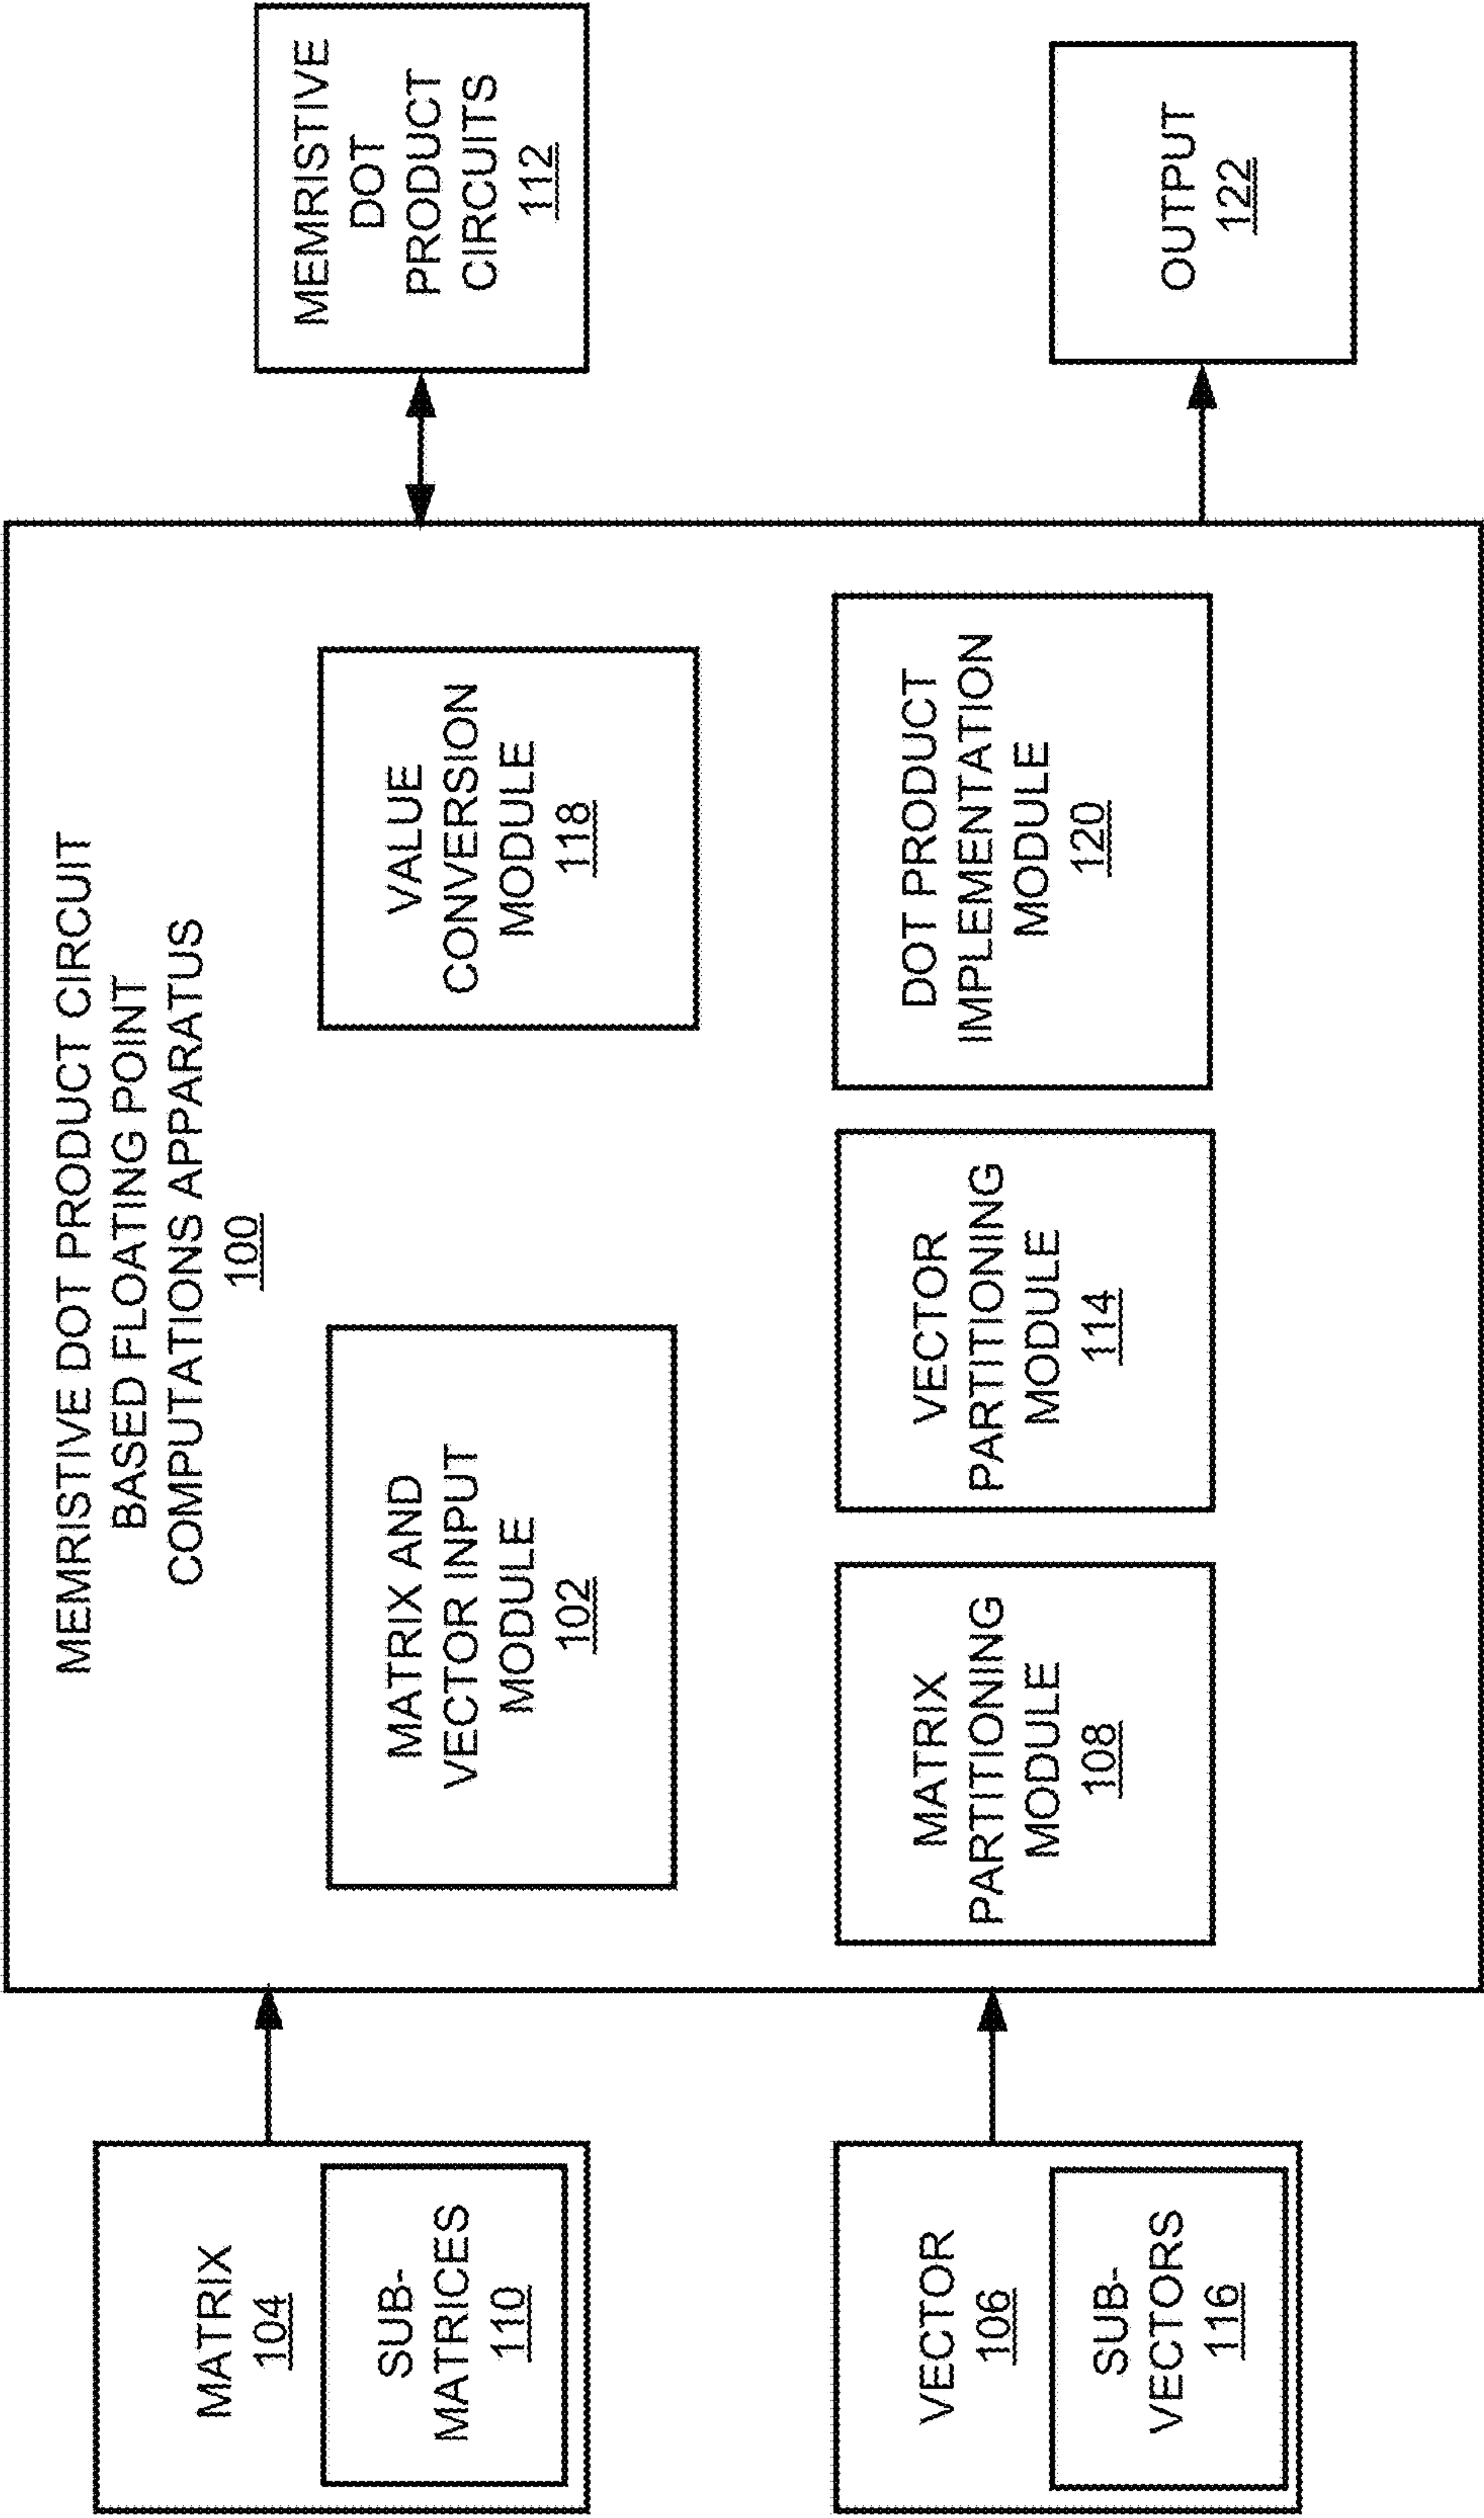 MATRIX
104
SUB-
MATRICES
110
VECTOR
106
SUB-
VECTORS
116
MEMRISTIVE DOT PRODUCT CIRCUIT
BASED FLOATING POINT
COMPUTATIONS APPARATUS
100
MATRIX AND
VECTOR INPUT
MODULE
102
VALUE
CONVERSION
MODULE
118
MATRIX
PARTITIONING
MODULE
108
VECTOR
PARTITIONING
MODULE
114
DOT PRODUCT
IMPLEMENTATION
MODULE
120
MEMRISTIVE
DOT
PRODUCT
CIRCUITS
112
OUTPUT
122